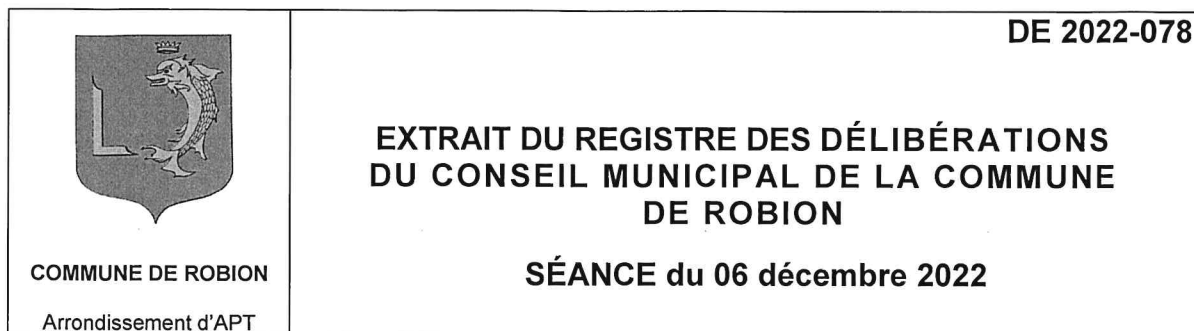 COMMUNE DE ROBION
Arrondissement d'APT
DE 2022-078
EXTRAIT DU REGISTRE DES DÉLIBÉRATIONS
DU CONSEIL MUNICIPAL DE LA COMMUNE
DE ROBION
SÉANCE du 06 décembre 2022